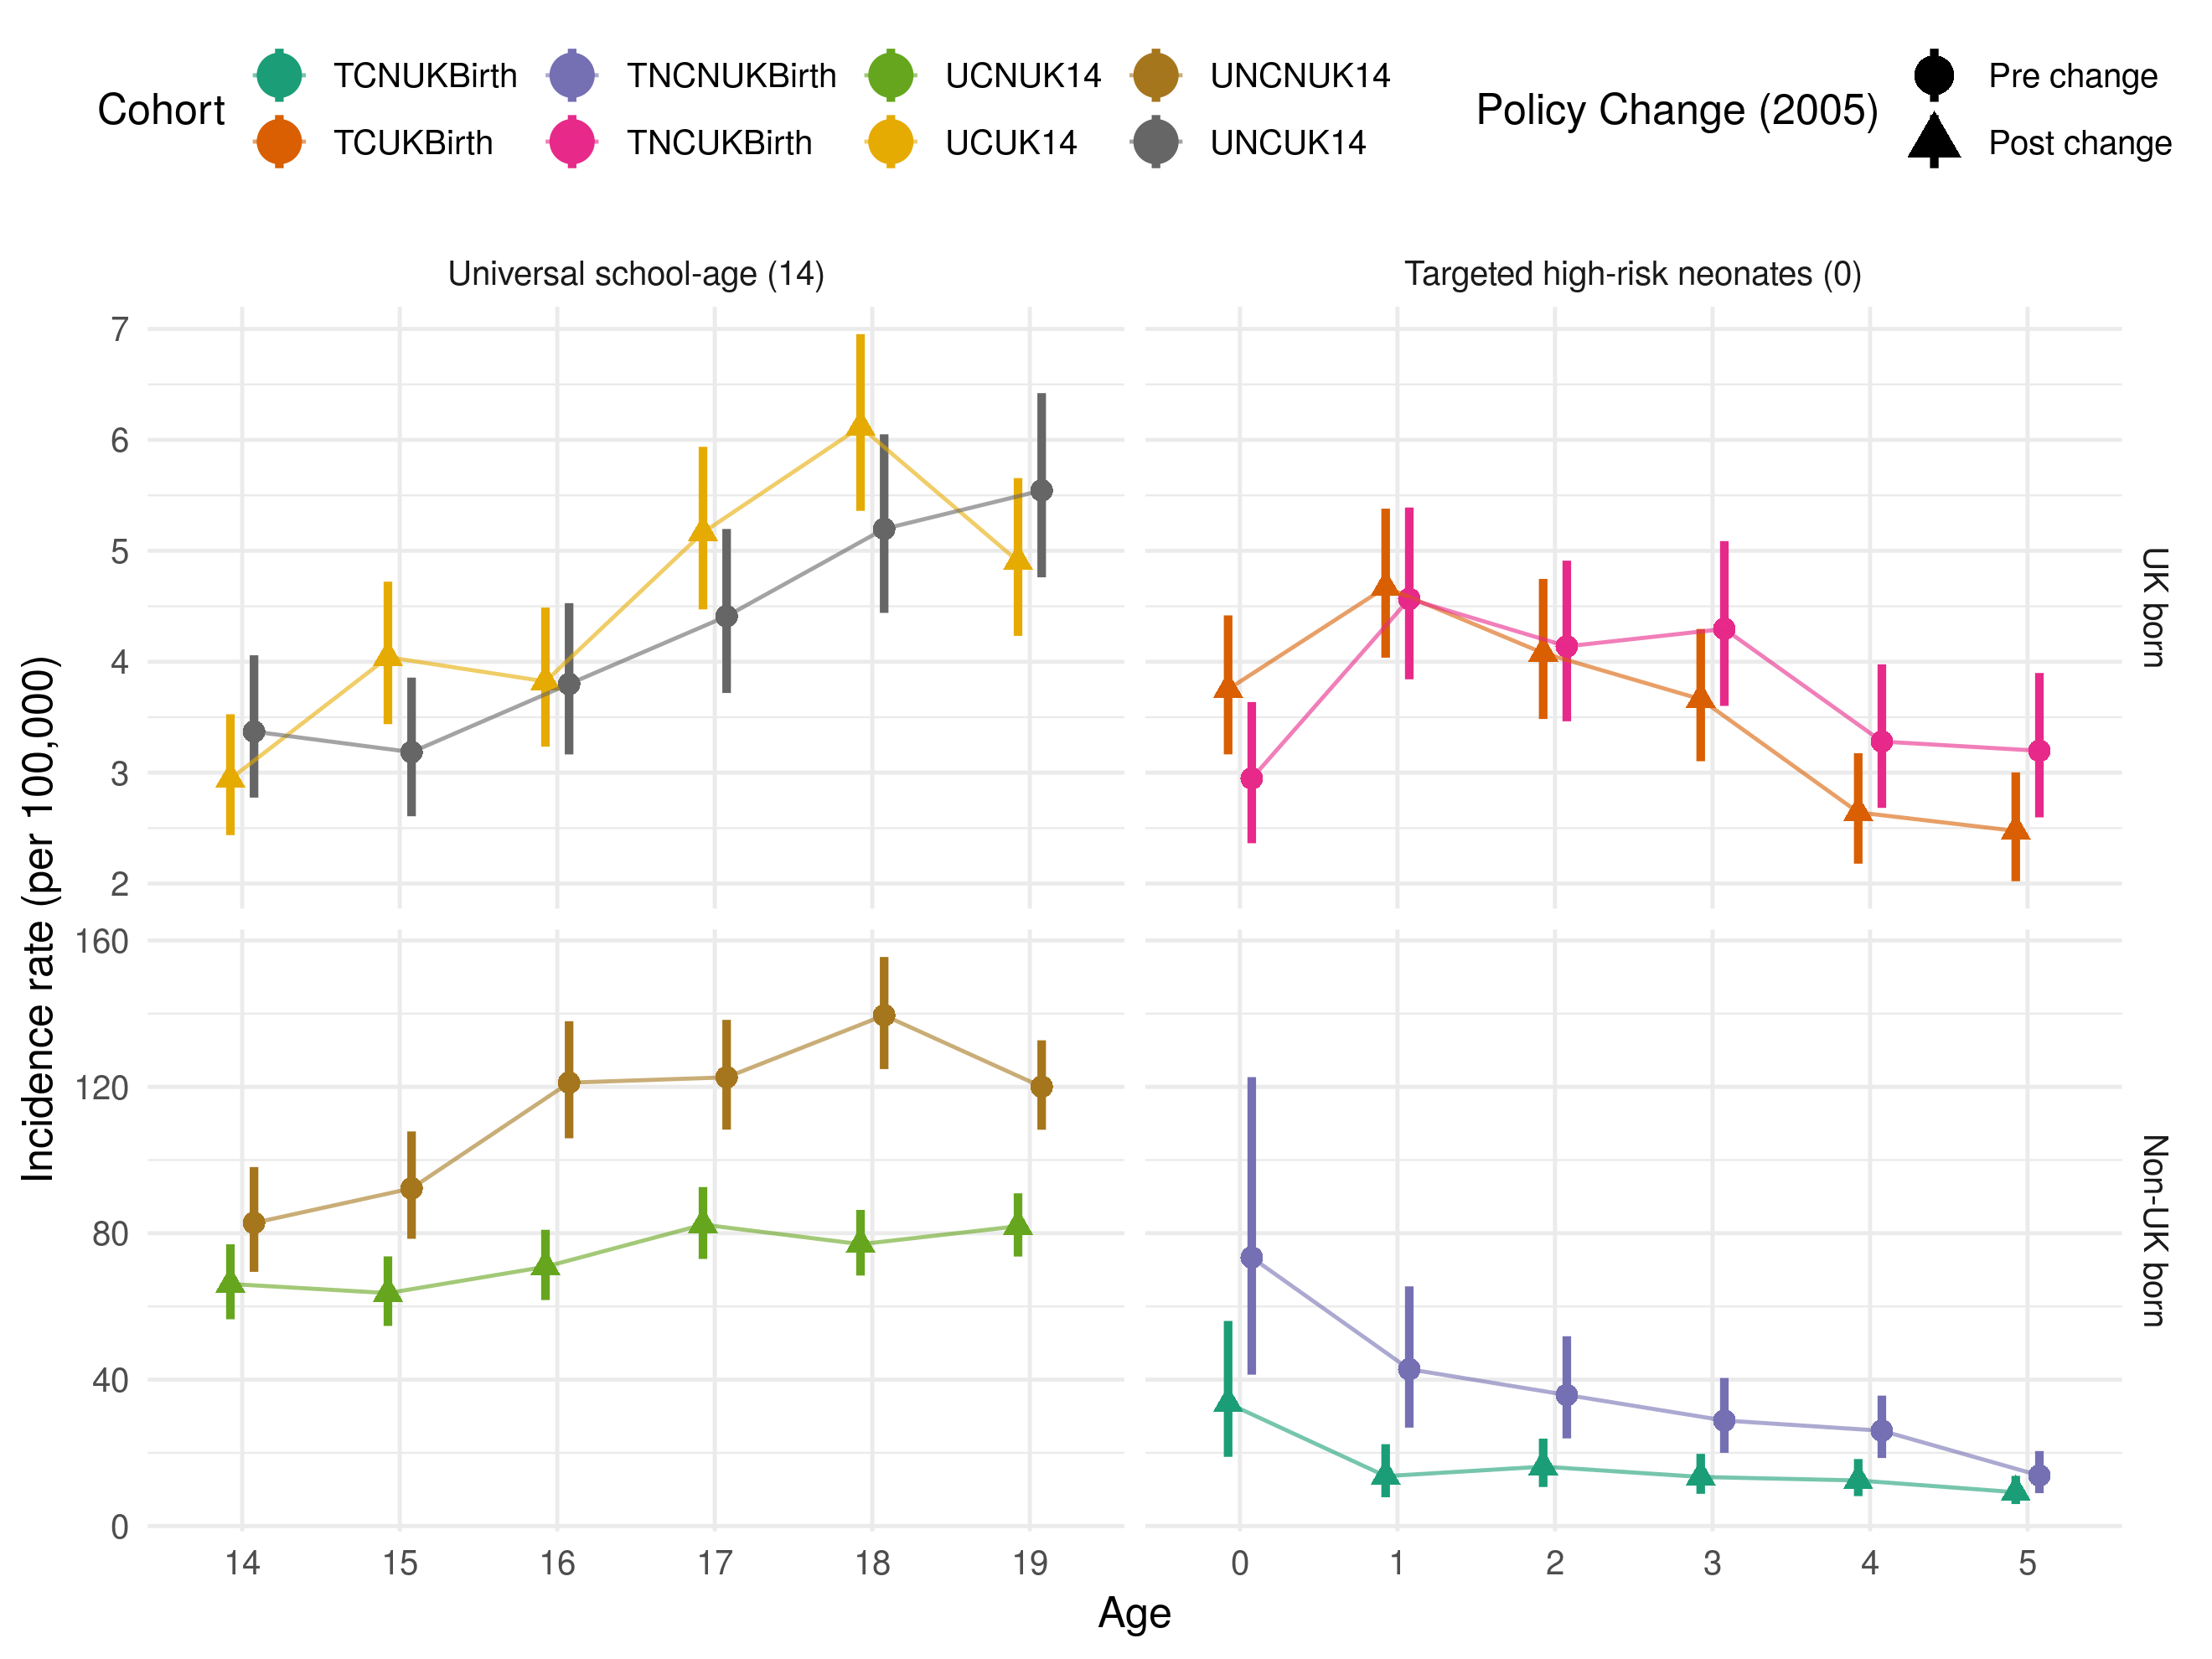 Cohort
TCNUKBirth
TNCNUKBirth
UCNUK14
UNCNUK14
TCUKBirth
TNCUKBirth
UCUK14
UNCUK14
Policy Change (2005)
Pre change
Post change
Universal school-age (14)
Targeted high-risk neonates (0)
7
6
5
4
3
2
UK born
160
120
80
40
0
Non-UK born
Incidence rate (per 100,000)
14 15 16 17 18 19
0 1 2 3 4 5
Age